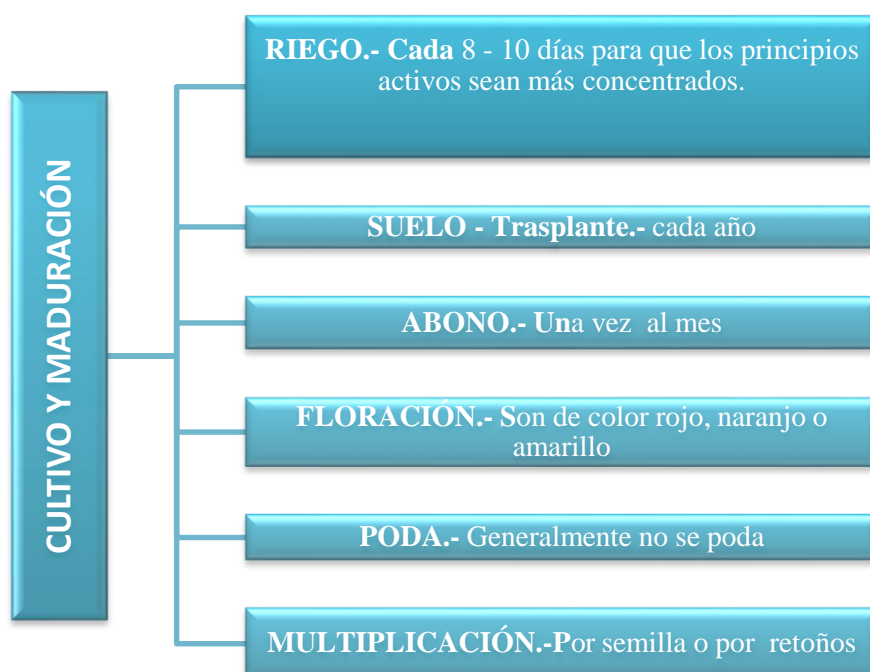 CULTIVO Y MADURACIÓN
RIEGO.- Cada 8 - 10 días para que los principios
activos sean más concentrados.
SUELO - Trasplante.- cada año
ABONO.- Una vez al mes
FLORACIÓN.- Son de color rojo, naranjo o
amarillo
PODA.- Generalmente no se poda
MULTIPLICACIÓN.-Por semilla o por retoños